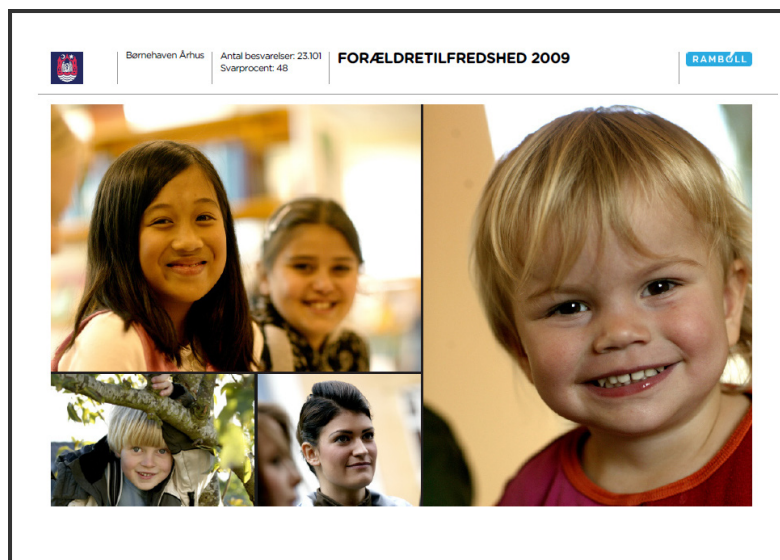 Børnehaven Århus
Antal besvarelser: 23.101
Svarprocent: 48
FORÆLDRETILFREDSHED 2009
RAMBØLL